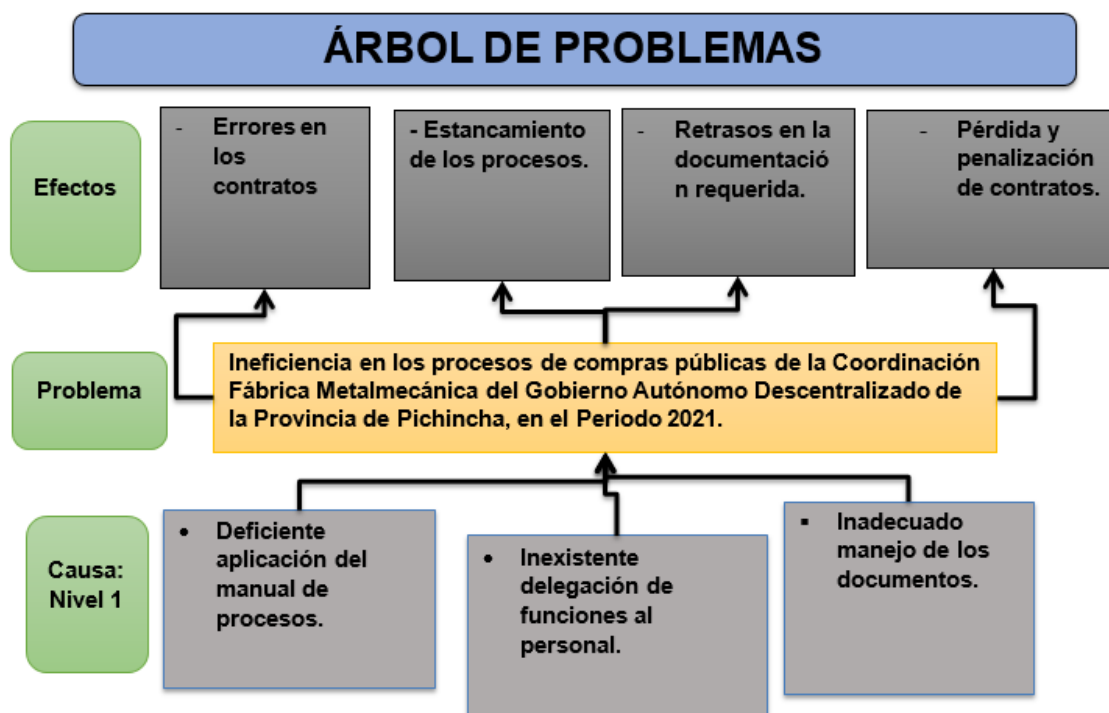 ÁRBOL DE PROBLEMAS
Efectos
- Errores en
los
contratos
- Estancamiento
de los procesos.
- Retrasos en la
documentació
n requerida.
- Pérdida y
penalización
de contratos.
Problema
Ineficiencia en los procesos de compras públicas de la Coordinación
Fábrica Metalmecánica del Gobierno Autónomo Descentralizado de
la Provincia de Pichincha, en el Periodo 2021.
Causa:
Nivel 1
• Deficiente
aplicación del
manual de
procesos.
• Inexistente
delegación de
funciones al
personal.
▪ Inadecuado
manejo de los
documentos.